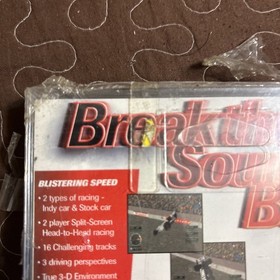 Break th
Sou
B
BLISTERING SPEED
• 2 types of racing -
Indy car & Stock car
• 2 player Split-Screen
Head-to-Head racing
• 16 Challenging tracks
• 3 driving perspectives
• True 3-D Environment